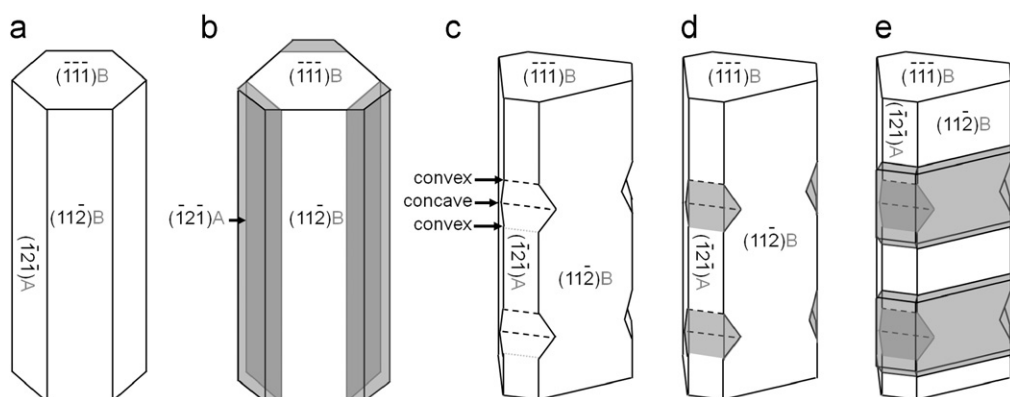 a
(1̄1̄1̄)B
(112̄)B
(1̄21̄)A
b
(1̄1̄1̄)B
(1̄21̄)A
(112̄)B
c
(1̄1̄1̄)B
convex
concave
convex
(1̄21̄)A
(112̄)B
d
(1̄1̄1̄)B
(1̄21̄)A
(112̄)B
e
(1̄1̄1̄)B
(1̄21̄)A
(112̄)B